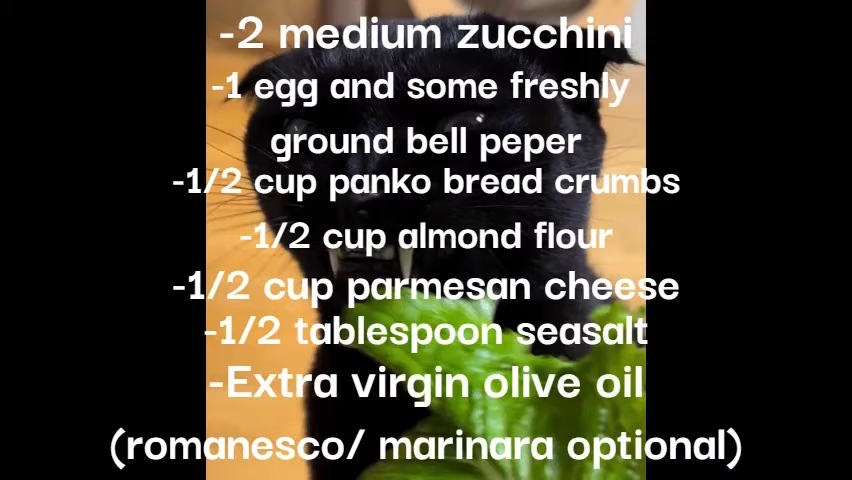 -2 medium zucchini
-1 egg and some freshly
ground bell peper
-1/2 cup panko bread crumbs
-1/2 cup almond flour
-1/2 cup parmesan cheese
-1/2 tablespoon seasalt
-Extra virgin olive oil
(romanesco/ marinara optional)